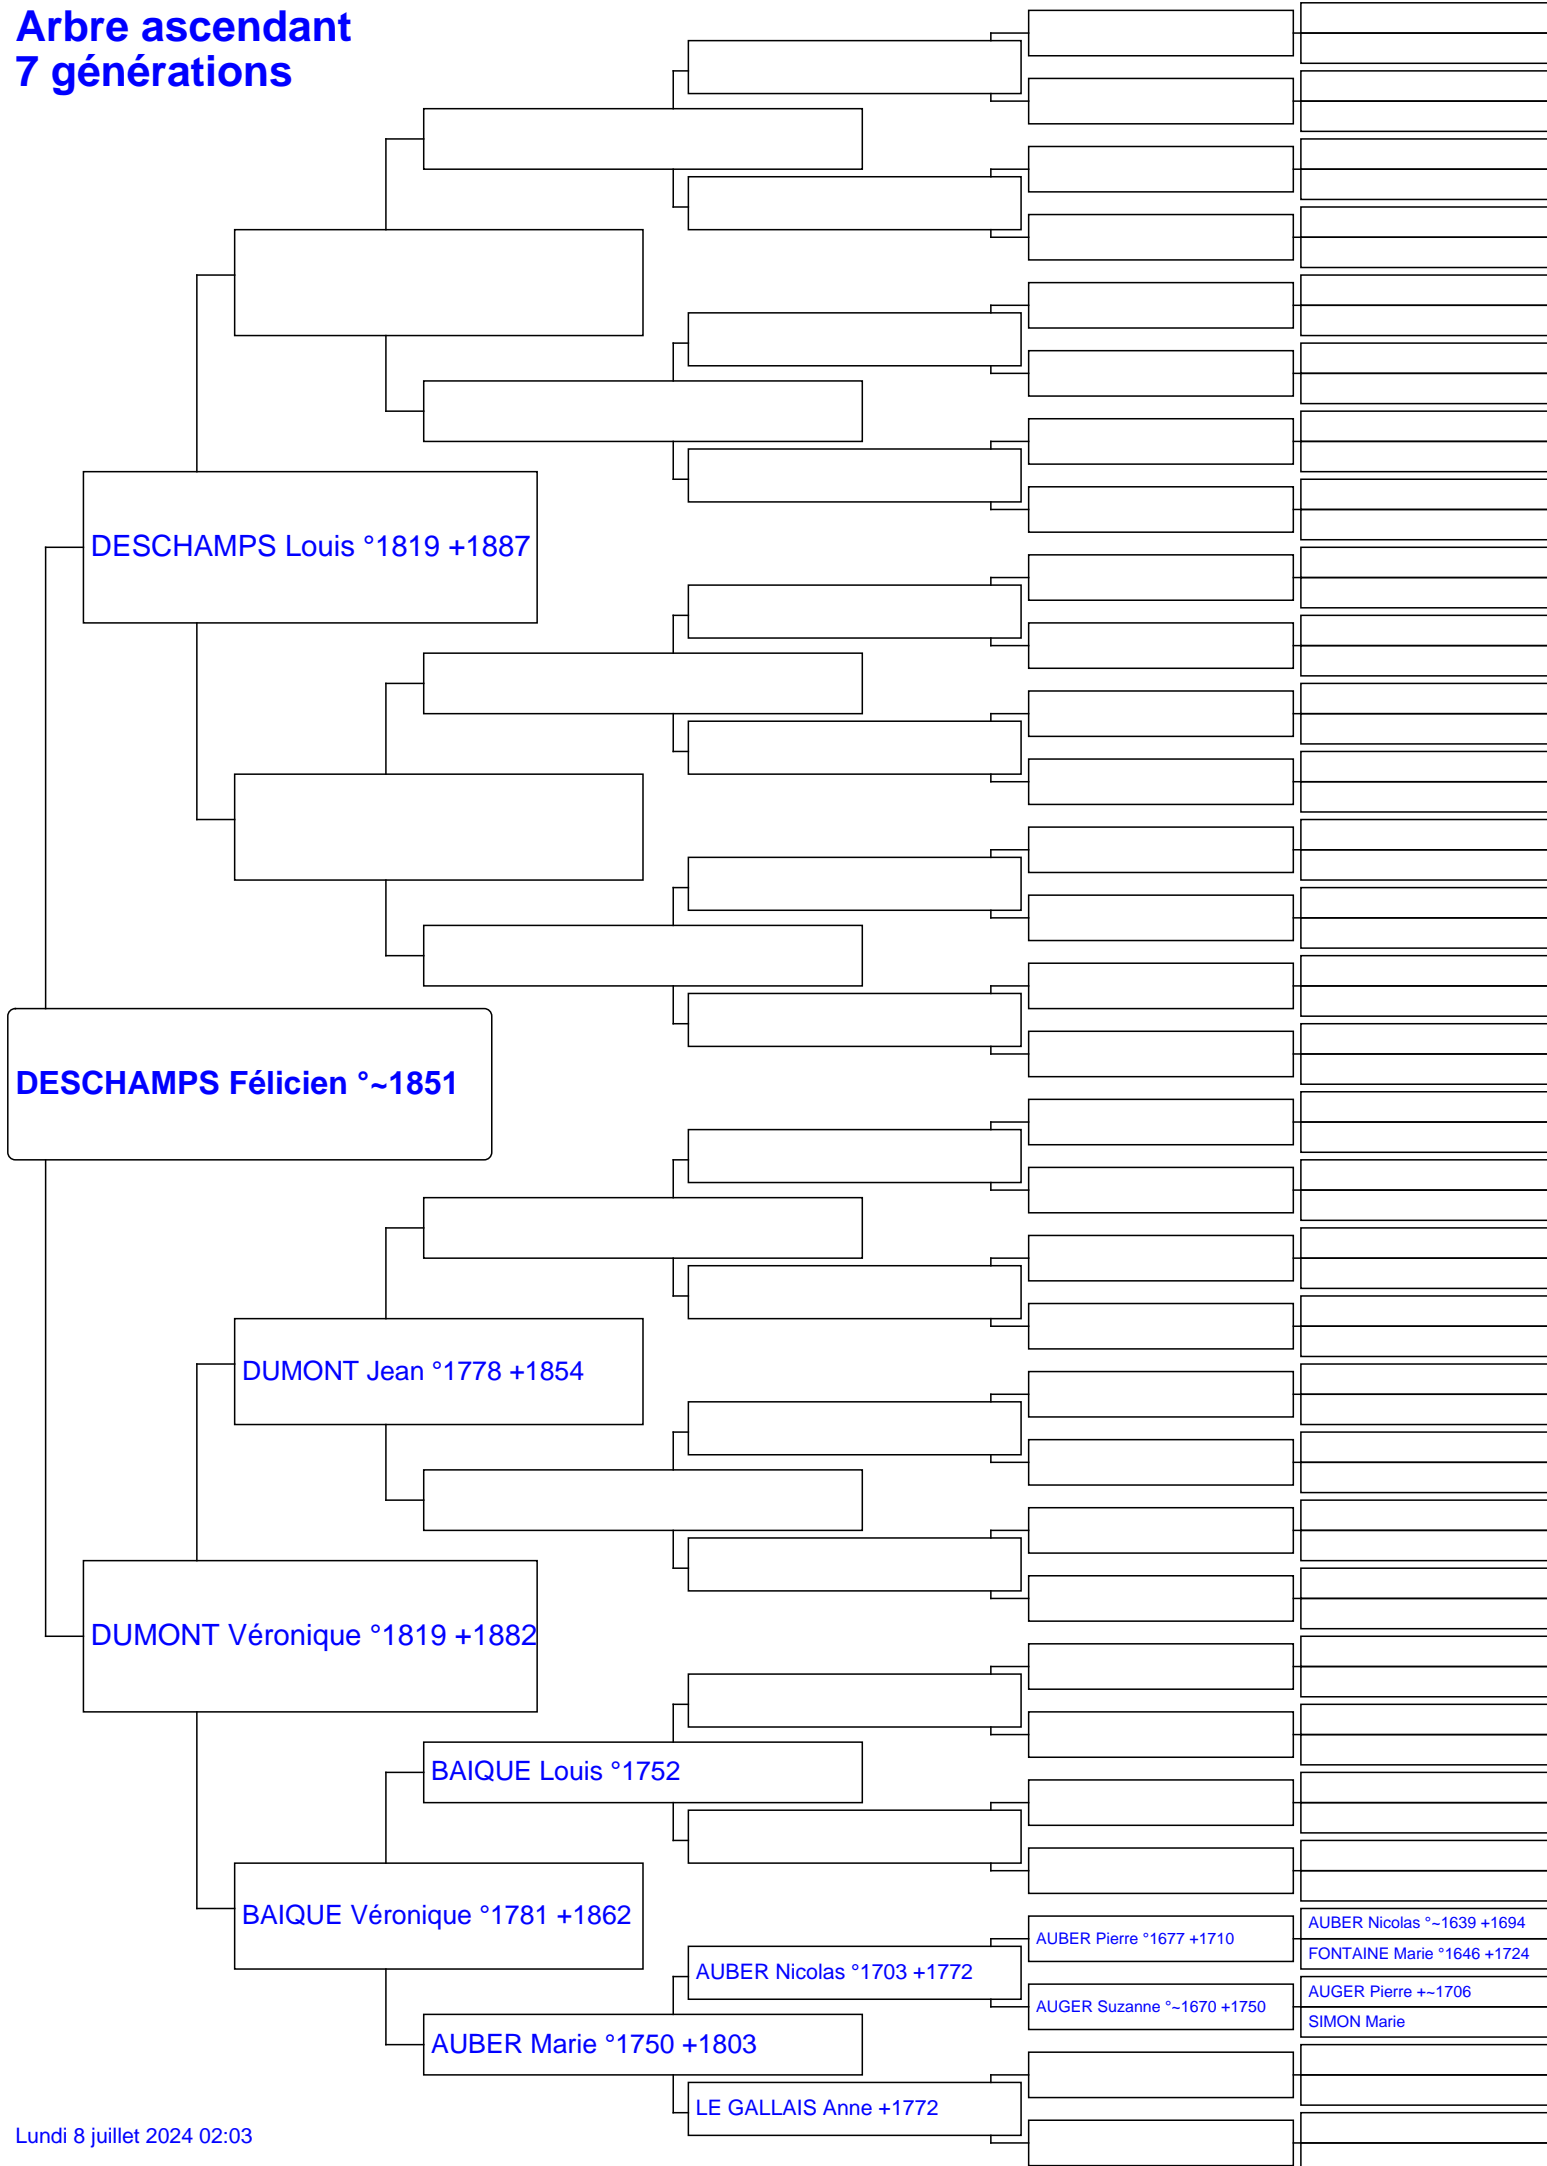 Arbre ascendant
7 générations
DESCHAMPS Louis °1819 +1887
DESCHAMPS Félicien °~1851
DUMONT Jean °1778 +1854
DUMONT Véronique °1819 +1882
BAIQUE Louis °1752
BAIQUE Véronique °1781 +1862
AUBER Nicolas °~1639 +1694
AUBER Pierre °1677 +1710
FONTAINE Marie °1646 +1724
AUBER Nicolas °1703 +1772
AUGER Pierre +~1706
AUGER Suzanne °~1670 +1750
SIMON Marie
AUBER Marie °1750 +1803
LE GALLAIS Anne +1772
Lundi 8 juillet 2024 02:03